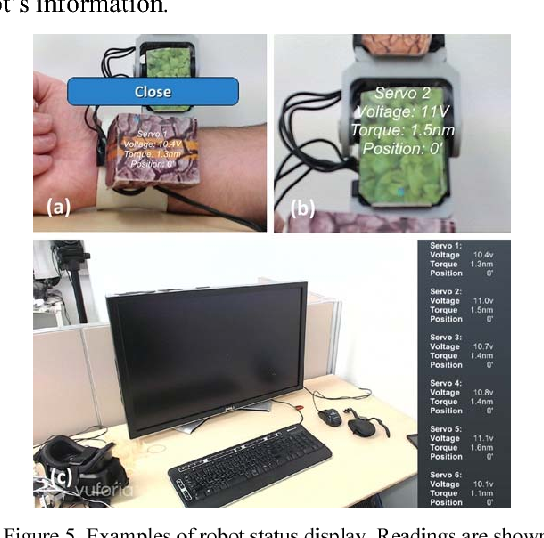 ot's information.
Close
Servo 1
Voltage: 10.4V
Torque: 1.3nm
Position: 0'
(a)
Servo 2
Voltage: 11V
Torque: 1.5nm
Position: 0'
(b)
Servo 1:
Voltage 10.4v
Torque 1.3nm
Position 0'
Servo 2:
Voltage 11.0v
Torque 1.5nm
Position 0'
Servo 3:
Voltage 10.7v
Torque 1.4nm
Position 0'
Servo 4:
Voltage 10.8v
Torque 1.4nm
Position 0'
Servo 5:
Voltage 11.1v
Torque 1.6nm
Position 0'
Servo 6:
Voltage 10.1v
Torque 1.1nm
Position 0'
(c)
vuforia
Figure 5. Examples of robot status display. Readings are shown